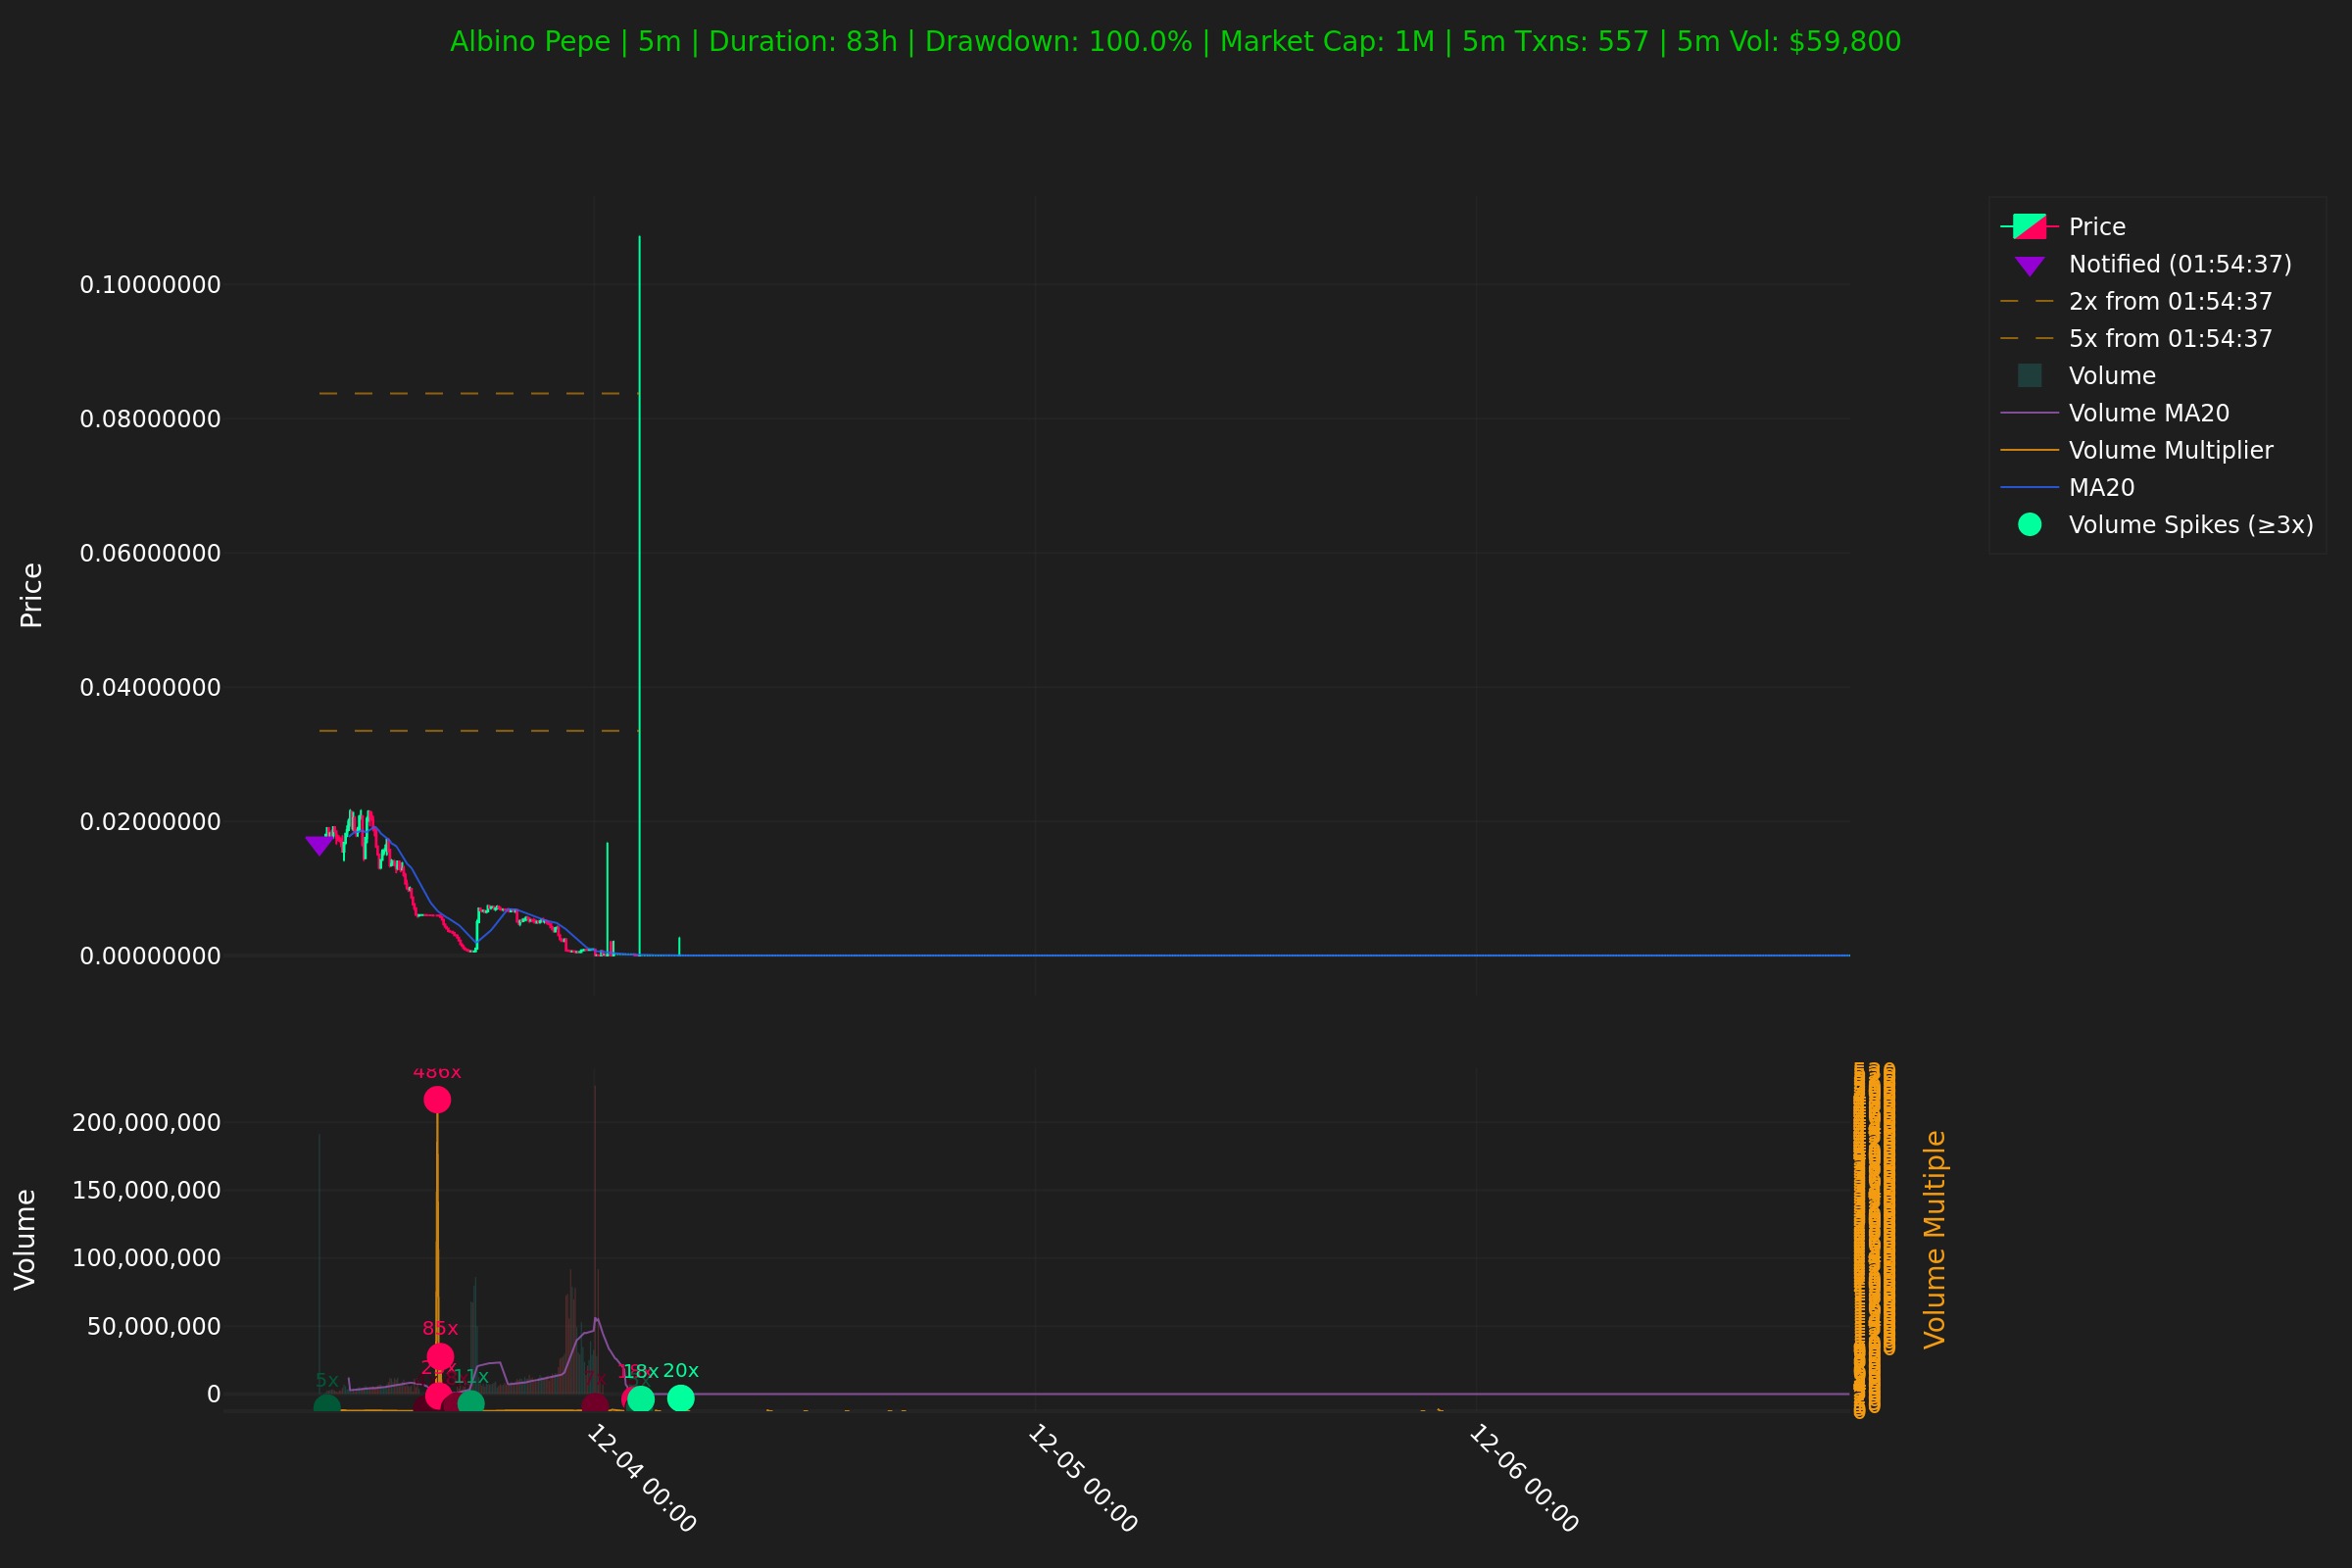 Albino Pepe | 5m | Duration: 83h | Drawdown: 100.0% | Market Cap: 1M | 5m Txns: 557 | 5m Vol: $59,800
Price
0.10000000
0.08000000
0.06000000
0.04000000
0.02000000
0.00000000
Price
Notified (01:54:37)
2x from 01:54:37
5x from 01:54:37
Volume
Volume MA20
Volume Multiplier
MA20
Volume Spikes (≥3x)
Volume
200,000,000
150,000,000
100,000,000
50,000,000
0
486x
85x
5x
11x
18x
20x
Volume Multiple
12-04 00:00
12-05 00:00
12-06 00:00